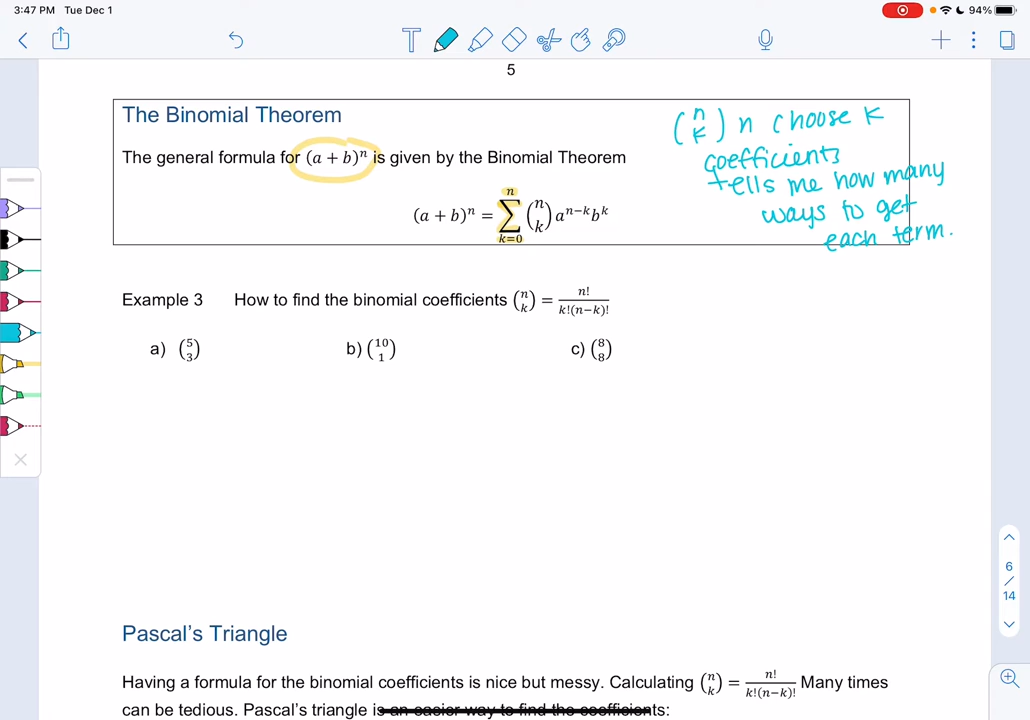 3:47 PM Tue Dec 1
94%
5
The Binomial Theorem
The general formula for (a + b)ⁿ is given by the Binomial Theorem
(a + b)ⁿ = ∑ₖ₌₀ⁿ (n k) aⁿ⁻ᵏbᵏ
(n k) n choose k
coefficients
tells me how many
ways to get
each term.
Example 3 How to find the binomial coefficients (n k) = n!/k!(n−k)!
a) (5 3) b) (10 1) c) (8 8)
6
/
14
Pascal's Triangle
Having a formula for the binomial coefficients is nice but messy. Calculating (n k) = n!/k!(n−k)! Many times
can be tedious. Pascal's triangle is an easier way to find the coefficients: